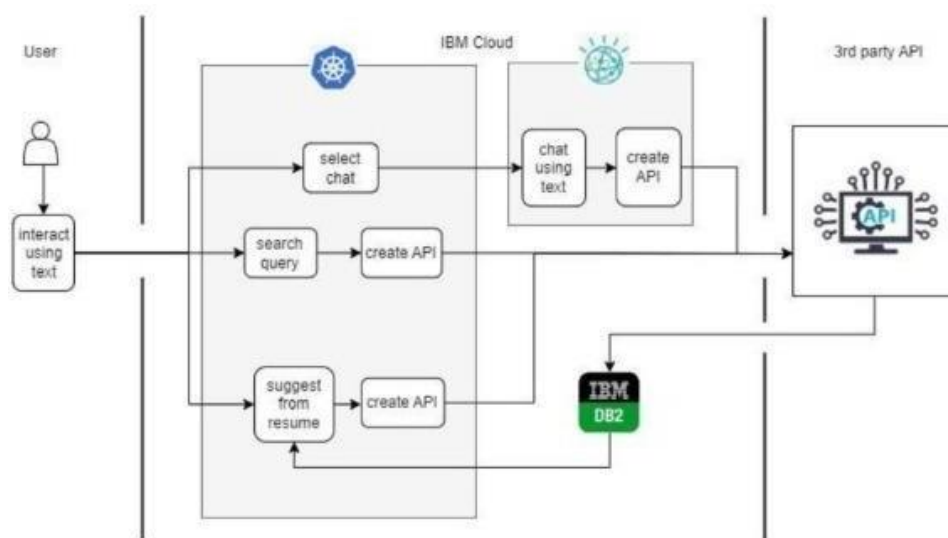 User
IBM Cloud
3rd party API
select
chat
chat
using
text
create
API
API
interact
using
text
search
query
create API
suggest
from
resume
create API
IBM
DB2